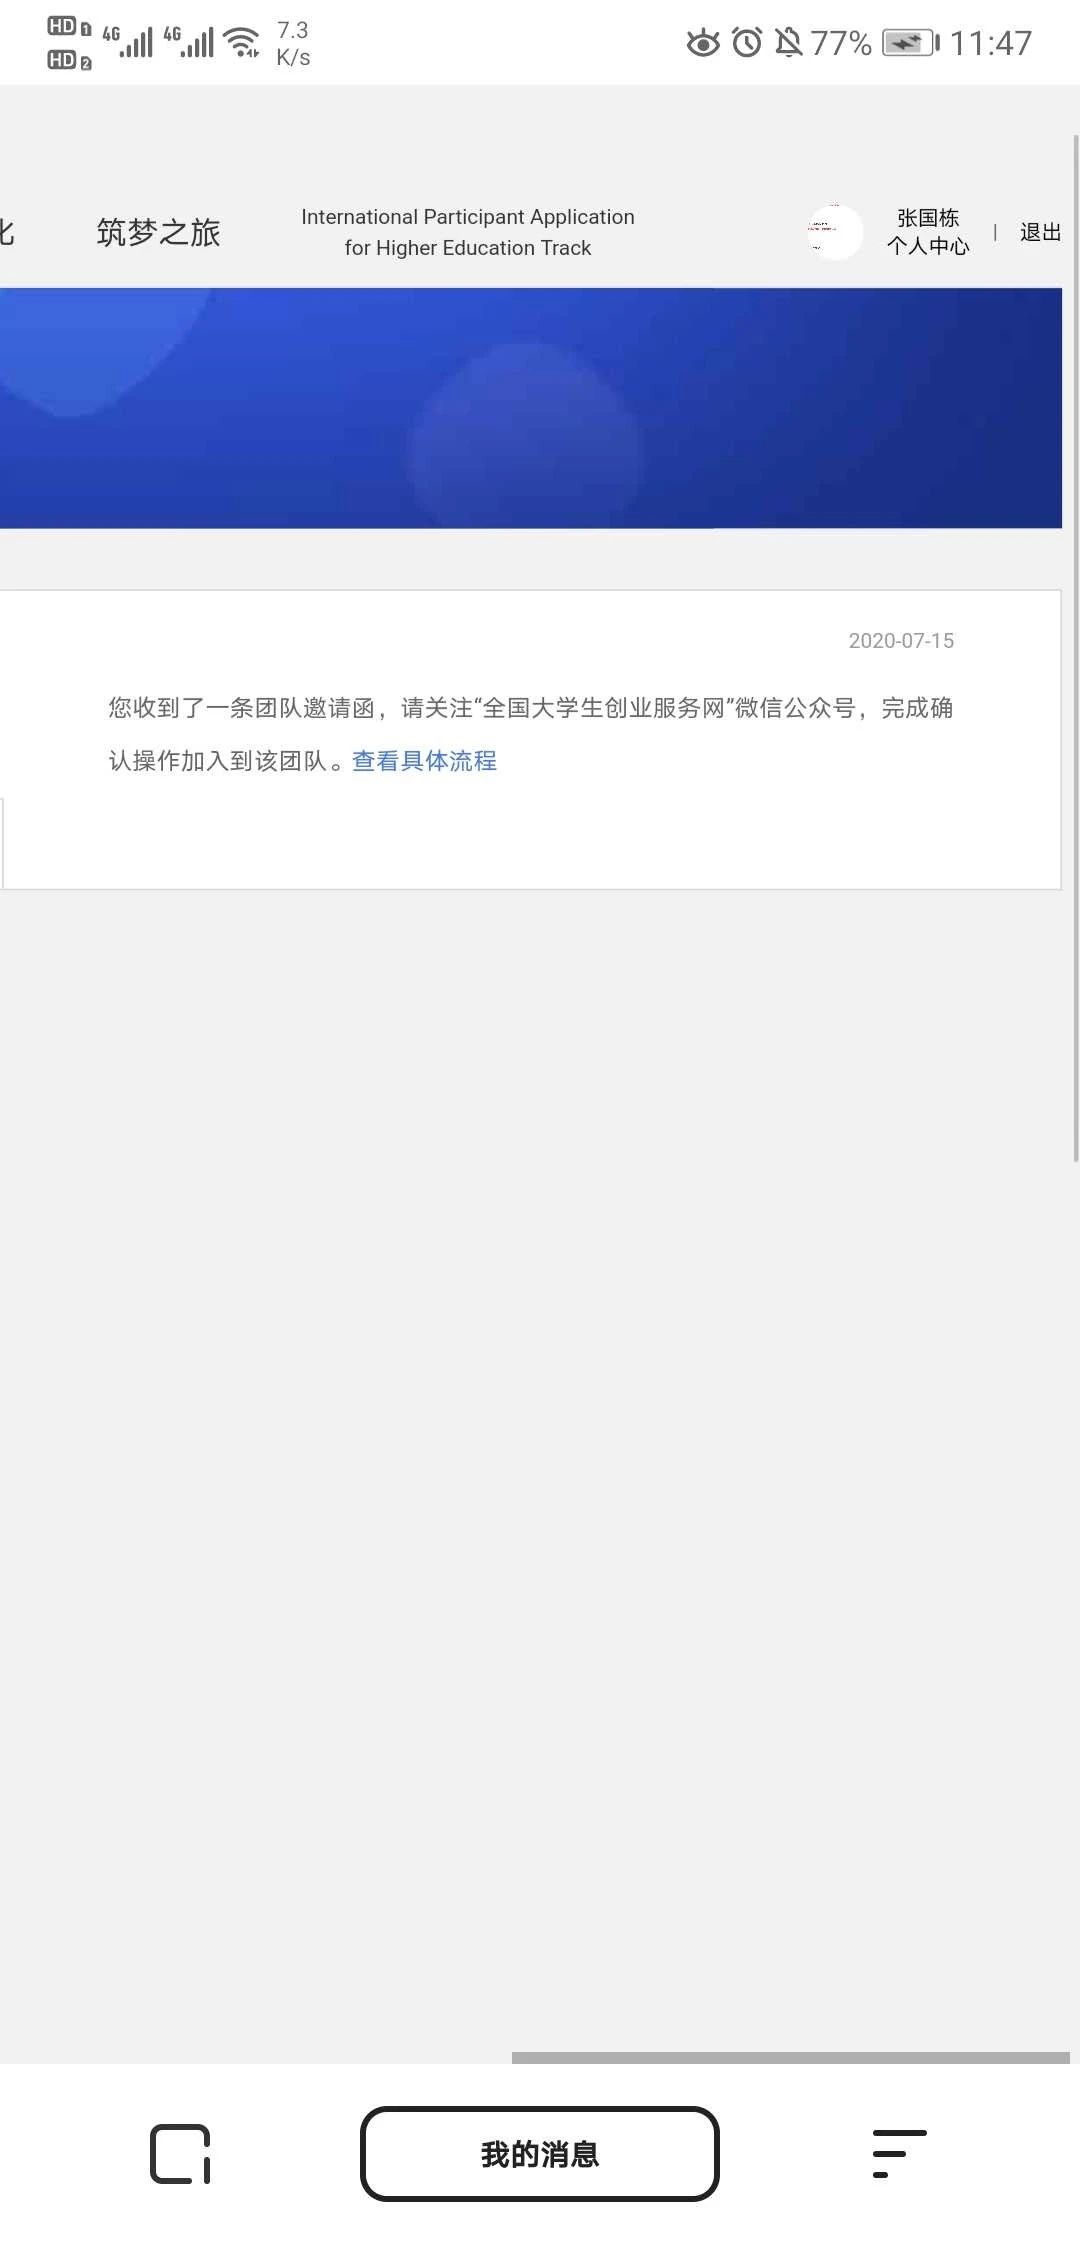 HD 1 4G 4G 7.3
HD 2 K/s
77% 11:47
筑梦之旅
International Participant Application
for Higher Education Track
张国栋
个人中心
| 退出
2020-07-15
您收到了一条团队邀请函，请关注“全国大学生创业服务网”微信公众号，完成确
认操作加入到该团队。查看具体流程
我的消息